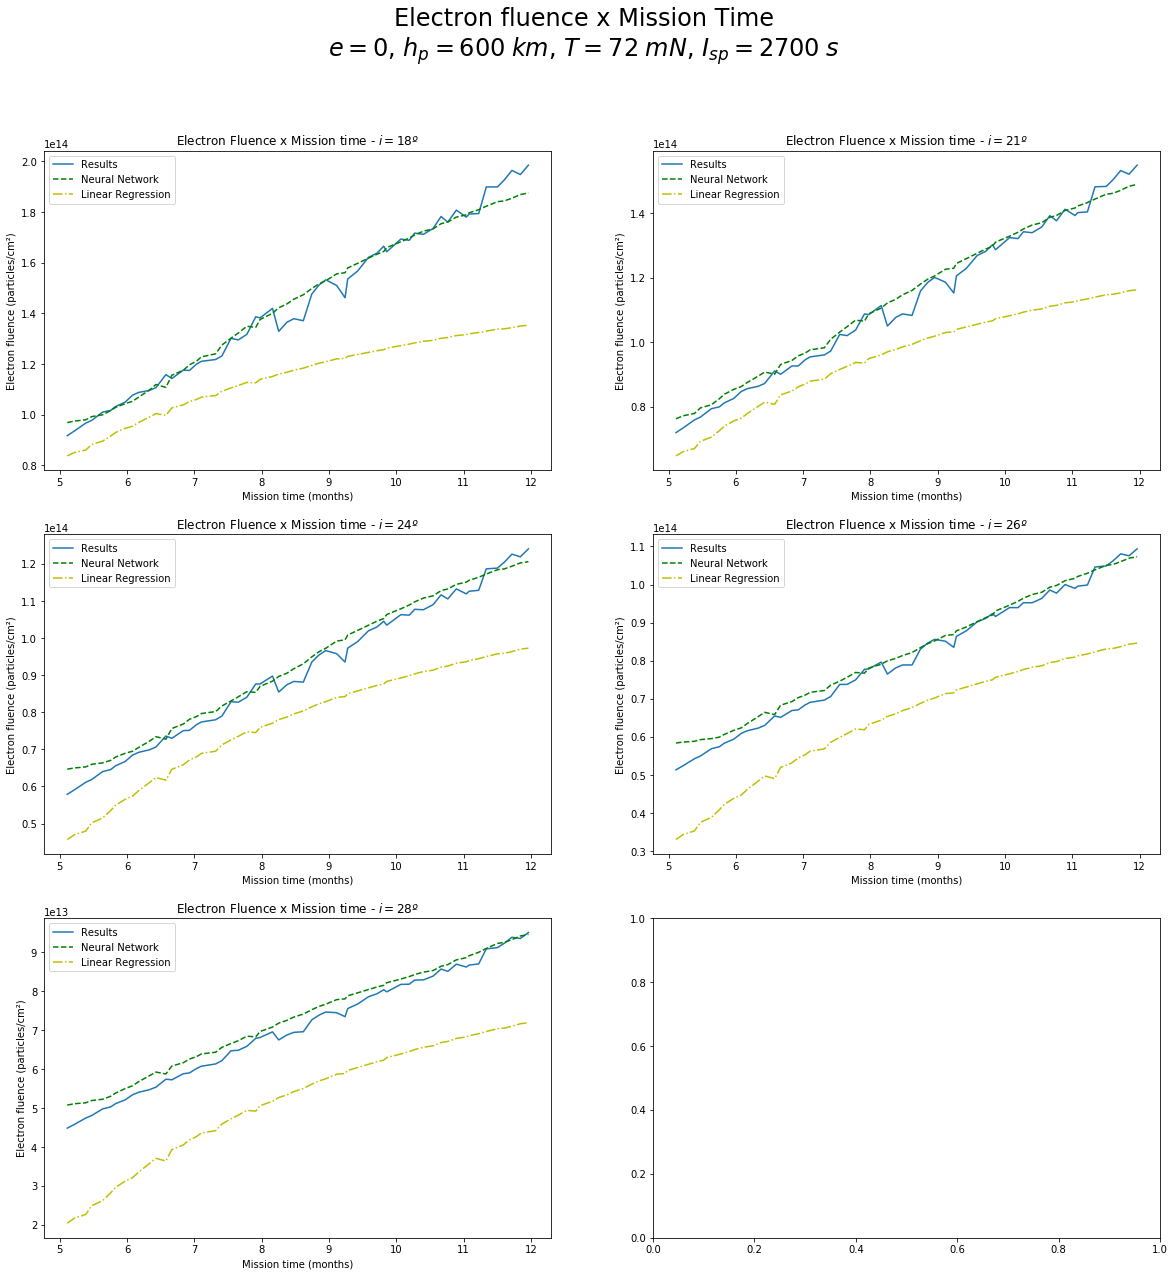 Electron fluence x Mission Time
e = 0, hp = 600 km, T = 72 mN, Isp = 2700 s
Electron Fluence x Mission time - i = 18º
1e14
Results
Neural Network
Linear Regression
2.0
1.8
1.6
1.4
1.2
1.0
0.8
Electron fluence (particles/cm²)
5 6 7 8 9 10 11 12
Mission time (months)
Electron Fluence x Mission time - i = 21º
1e14
Results
Neural Network
Linear Regression
1.4
1.2
1.0
0.8
Electron fluence (particles/cm²)
5 6 7 8 9 10 11 12
Mission time (months)
Electron Fluence x Mission time - i = 24º
1e14
Results
Neural Network
Linear Regression
1.2
1.1
1.0
0.9
0.8
0.7
0.6
0.5
Electron fluence (particles/cm²)
5 6 7 8 9 10 11 12
Mission time (months)
Electron Fluence x Mission time - i = 26º
1e14
Results
Neural Network
Linear Regression
1.1
1.0
0.9
0.8
0.7
0.6
0.5
0.4
0.3
Electron fluence (particles/cm²)
5 6 7 8 9 10 11 12
Mission time (months)
Electron Fluence x Mission time - i = 28º
1e13
Results
Neural Network
Linear Regression
9
8
7
6
5
4
3
2
Electron fluence (particles/cm²)
5 6 7 8 9 10 11 12
Mission time (months)
1.0
0.8
0.6
0.4
0.2
0.0
0.0 0.2 0.4 0.6 0.8 1.0